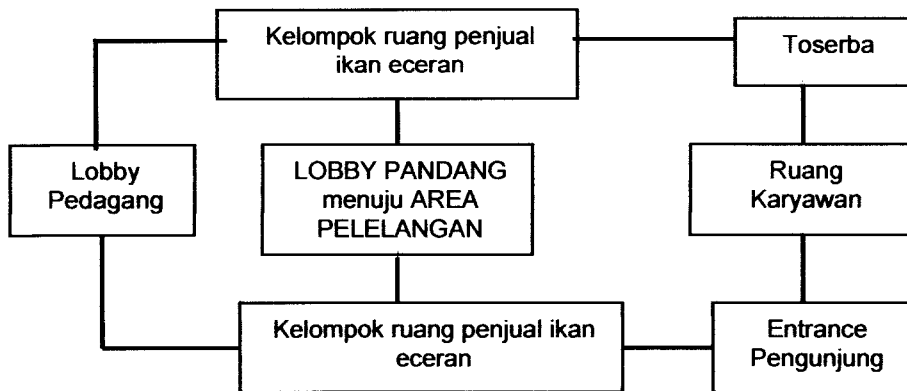 Kelompok ruang penjual
ikan eceran
Toserba
Lobby
Pedagang
LOBBY PANDANG
menuju AREA
PELELANGAN
Ruang
Karyawan
Kelompok ruang penjual ikan
eceran
Entrance
Pengunjung